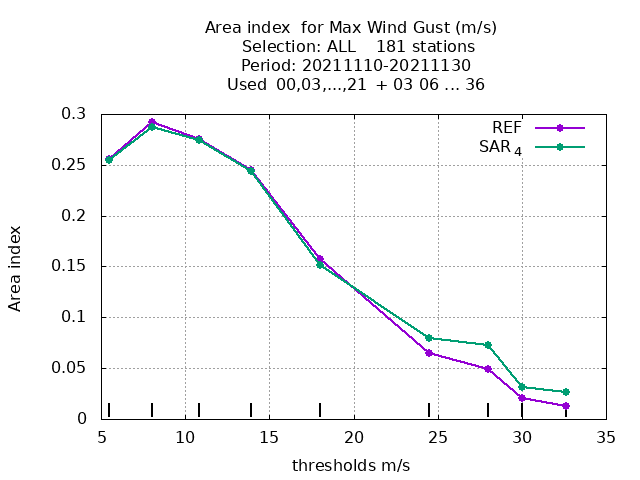 Area index  for Max Wind Gust (m/s)
Selection: ALL    181 stations
Period: 20211110-20211130
Used  00,03,...,21  + 03 06 ... 36
REF
SAR 4
0.3
0.25
0.2
0.15
0.1
0.05
0
Area index
5 10 15 20 25 30 35
thresholds m/s